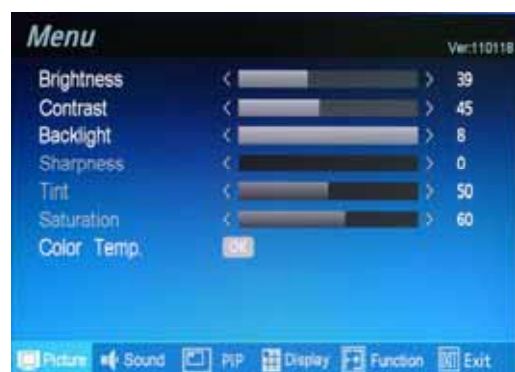 Menu
Ver:110118
Brightness < > 39
Contrast < > 45
Backlight < > 8
Sharpness < > 0
Tint < > 50
Saturation < > 60
Color Temp. OK
Picture Sound PIP Display Function EXIT Exit